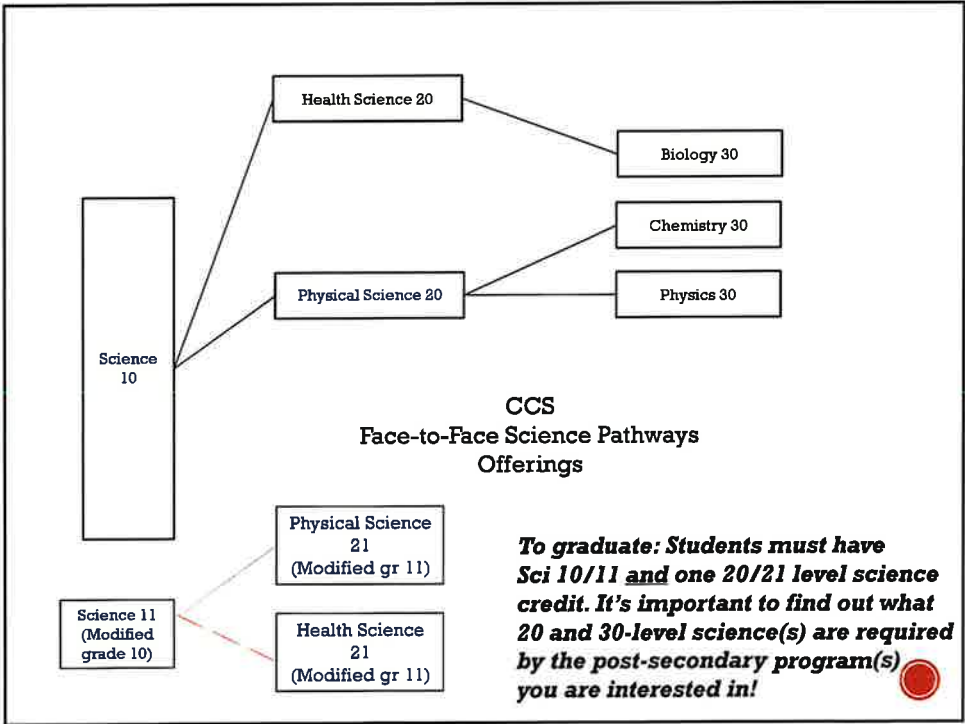 Health Science 20
Biology 30
Chemistry 30
Physical Science 20
Physics 30
Science
10
CCS
Face-to-Face Science Pathways
Offerings
Physical Science
21
(Modified gr 11)
Science 11
(Modified
grade 10)
Health Science
21
(Modified gr 11)
To graduate: Students must have
Sci 10/11 and one 20/21 level science
credit. It's important to find out what
20 and 30-level science(s) are required
by the post-secondary program(s)
you are interested in!